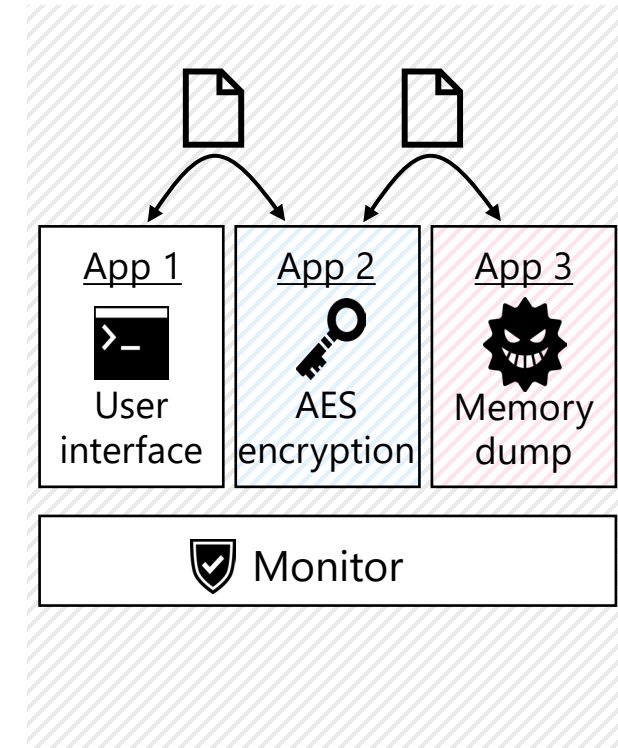 App 1
User
interface
App 2
AES
encryption
App 3
Memory
dump
Monitor